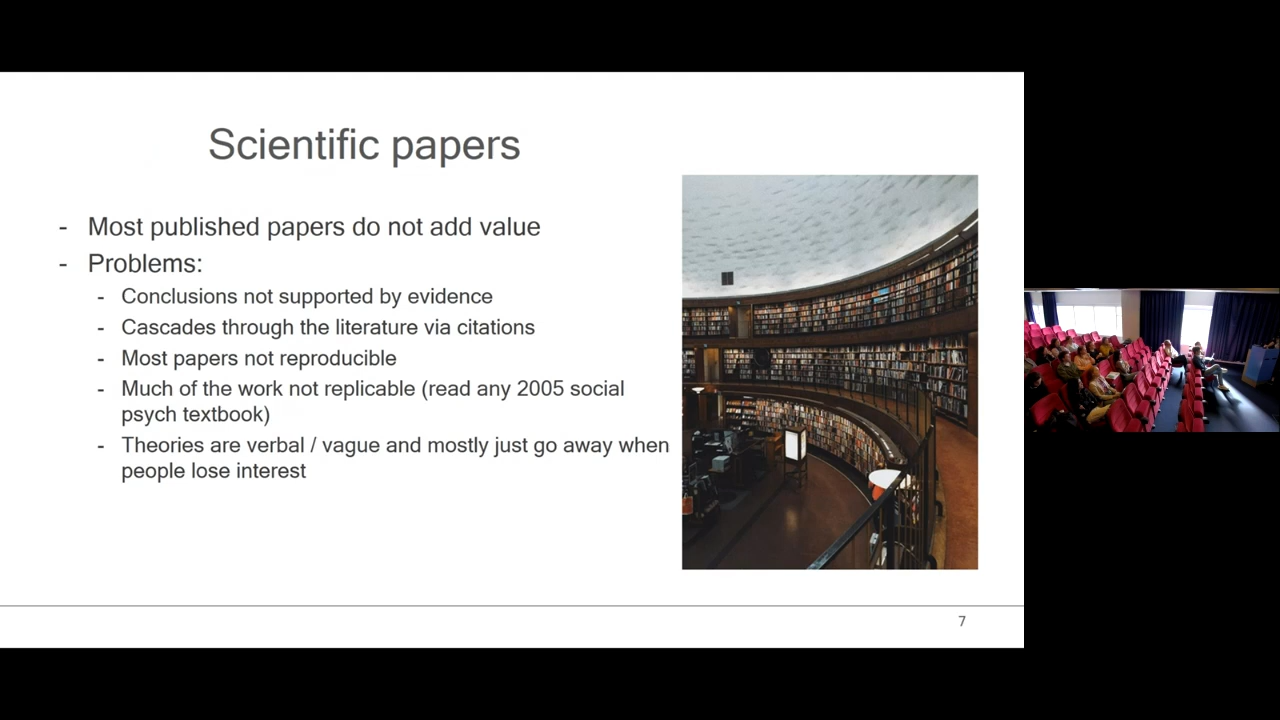 Scientific papers
- Most published papers do not add value
- Problems:
- Conclusions not supported by evidence
- Cascades through the literature via citations
- Most papers not reproducible
- Much of the work not replicable (read any 2005 social
psych textbook)
- Theories are verbal / vague and mostly just go away when
people lose interest
7